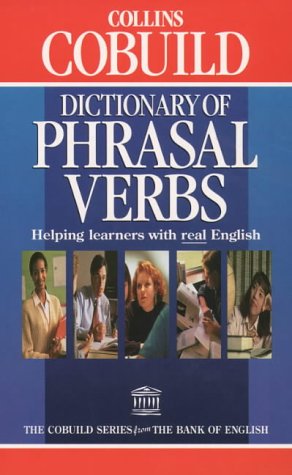 COLLINS
COBUILD
DICTIONARY OF
PHRASAL
VERBS
Helping learners with real English
THE COBUILD SERIES from THE BANK OF ENGLISH